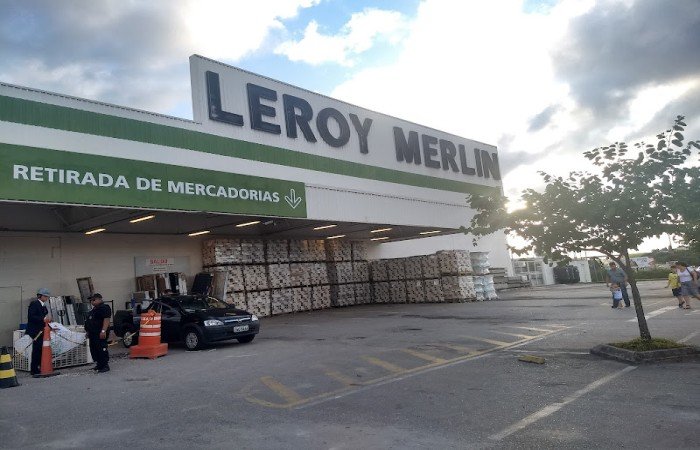 LEROY MERLIN
RETIRADA DE MERCADORIAS